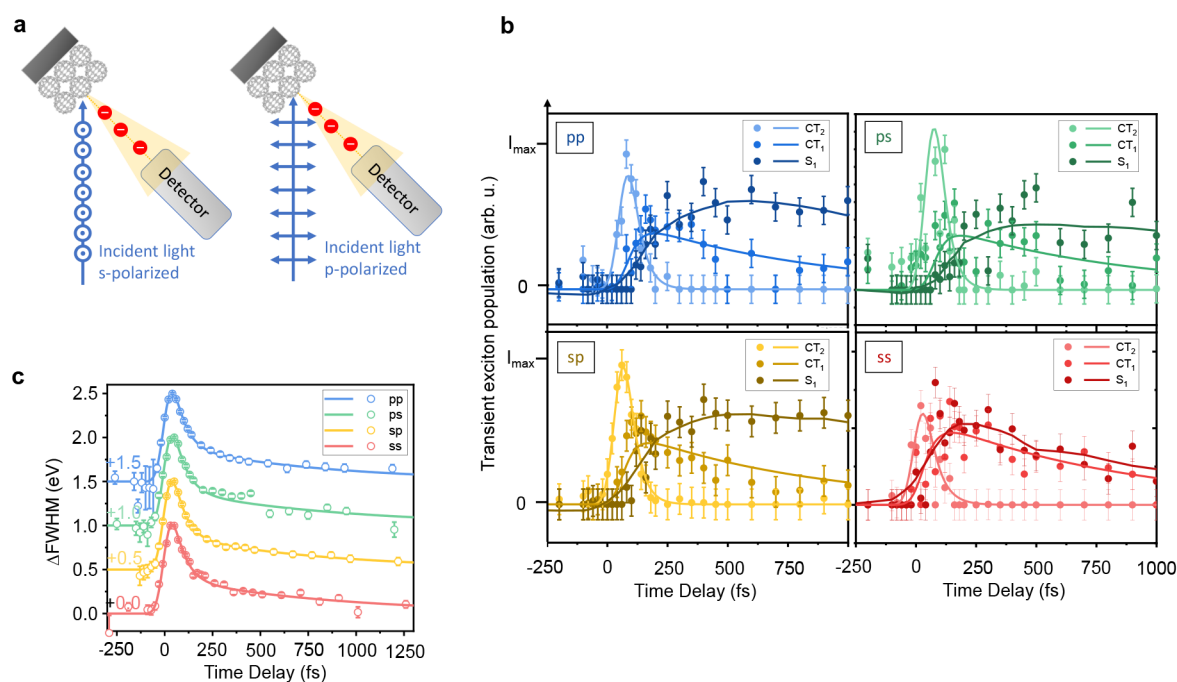 a
Detector
Incident light
s-polarized
Detector
Incident light
p-polarized
b
Transient exciton population (arb. u.)
Imax
0
pp
CT2
CT1
S1
ps
CT2
CT1
S1
Imax
0
sp
CT2
CT1
S1
ss
CT2
CT1
S1
-250 0 250 500 750 -250 0 250 500 750 1000
Time Delay (fs)
Time Delay (fs)
c
ΔFWHM (eV)
2.5
2.0
1.5
1.0
0.5
0.0
+1.5
+1.0
+0.5
+0.0
pp
ps
sp
ss
-250 0 250 500 750 1000 1250
Time Delay (fs)